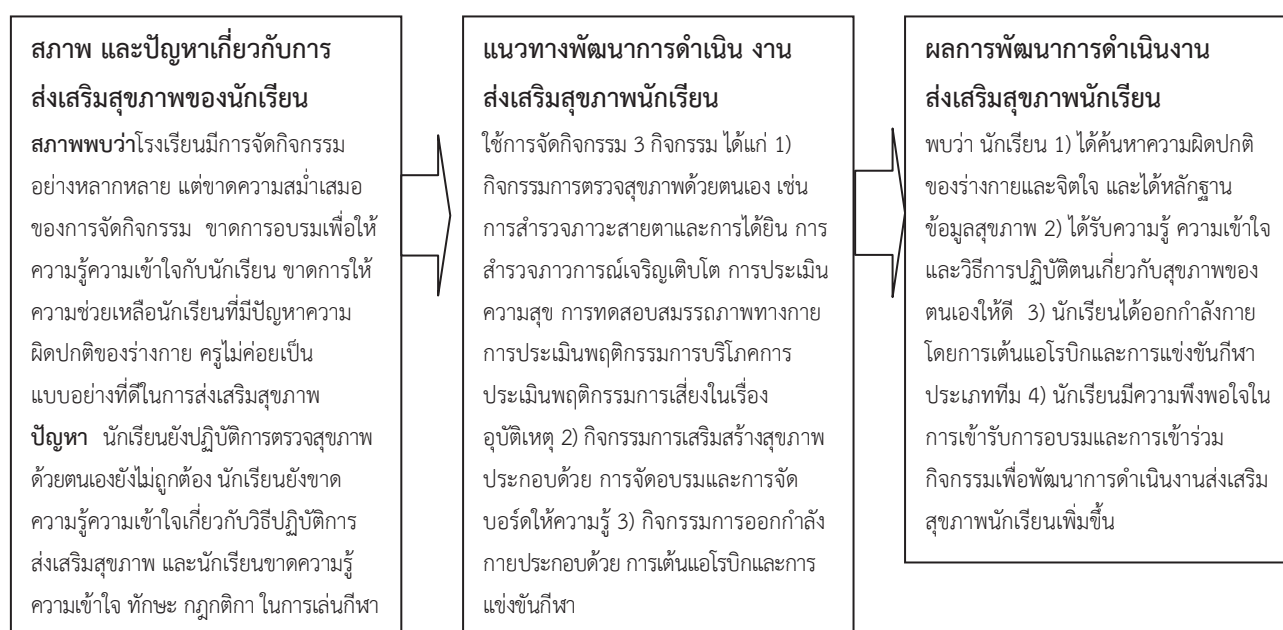 สภาพ และปัญหาเกี่ยวกับการ
ส่งเสริมสุขภาพของนักเรียน
สภาพพบว่าโรงเรียนมีการจัดกิจกรรม
อย่างหลากหลาย แต่ขาดความสม่ำเสมอ
ของการจัดกิจกรรม ขาดการอบรมเพื่อให้
ความรู้ความเข้าใจกับนักเรียน ขาดการให้
ความช่วยเหลือนักเรียนที่มีปัญหาความ
ผิดปกติของร่างกาย ครูไม่ค่อยเป็น
แบบอย่างที่ดีในการส่งเสริมสุขภาพ
ปัญหา นักเรียนยังปฏิบัติการตรวจสุขภาพ
ด้วยตนเองยังไม่ถูกต้อง นักเรียนยังขาด
ความรู้ความเข้าใจเกี่ยวกับวิธีปฏิบัติการ
ส่งเสริมสุขภาพ และนักเรียนขาดความรู้
ความเข้าใจ ทักษะ กฎกติกา ในการเล่นกีฬา
แนวทางพัฒนาการดำเนิน งาน
ส่งเสริมสุขภาพนักเรียน
ใช้การจัดกิจกรรม 3 กิจกรรม ได้แก่ 1)
กิจกรรมการตรวจสุขภาพด้วยตนเอง เช่น
การสำรวจภาวะสายตาและการได้ยิน การ
สำรวจภาวการณ์เจริญเติบโต การประเมิน
ความสุข การทดสอบสมรรถภาพทางกาย
การประเมินพฤติกรรมการบริโภคการ
ประเมินพฤติกรรมการเสี่ยงในเรื่อง
อุบัติเหตุ 2) กิจกรรมการเสริมสร้างสุขภาพ
ประกอบด้วย การจัดอบรมและการจัด
บอร์ดให้ความรู้ 3) กิจกรรมการออกกำลัง
กายประกอบด้วย การเต้นแอโรบิกและการ
แข่งขันกีฬา
ผลการพัฒนาการดำเนินงาน
ส่งเสริมสุขภาพนักเรียน
พบว่า นักเรียน 1) ได้ค้นหาความผิดปกติ
ของร่างกายและจิตใจ และได้หลักฐาน
ข้อมูลสุขภาพ 2) ได้รับความรู้ ความเข้าใจ
และวิธีการปฏิบัติตนเกี่ยวกับสุขภาพของ
ตนเองให้ดี 3) นักเรียนได้ออกกำลังกาย
โดยการเต้นแอโรบิกและการแข่งขันกีฬา
ประเภททีม 4) นักเรียนมีความพึงพอใจใน
การเข้ารับการอบรมและการเข้าร่วม
กิจกรรมเพื่อพัฒนาการดำเนินงานส่งเสริม
สุขภาพนักเรียนเพิ่มขึ้น